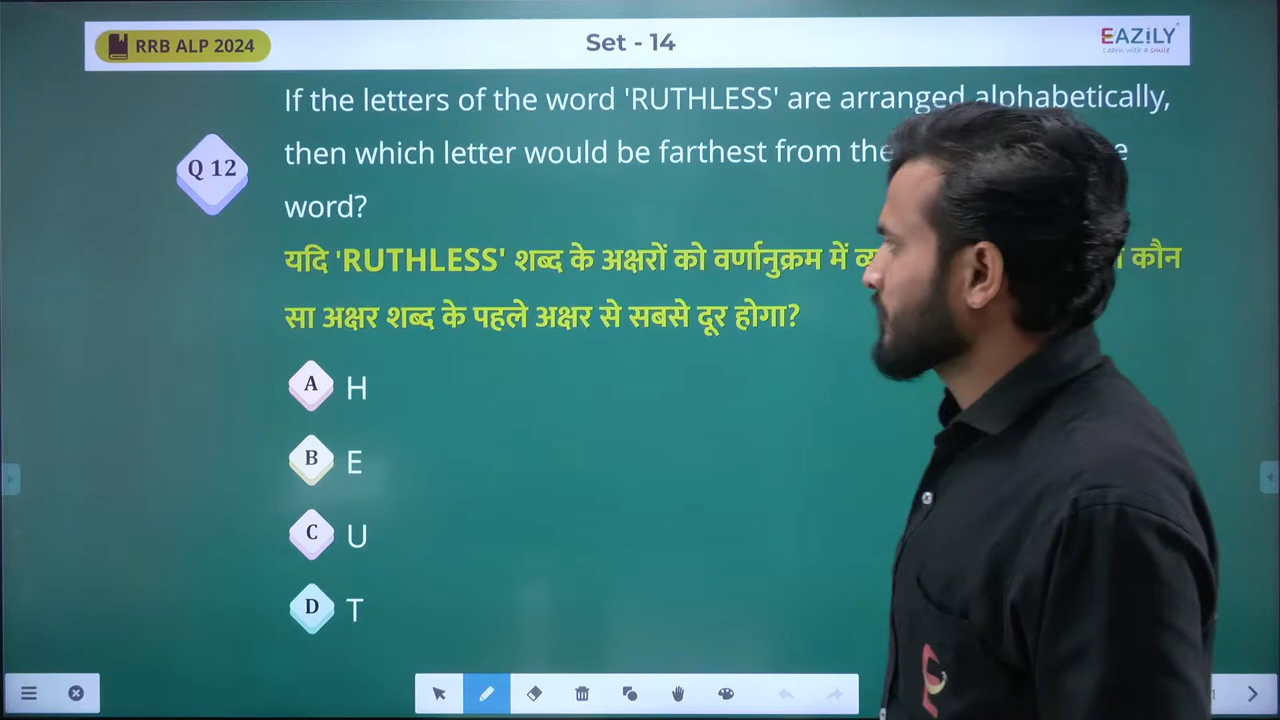 RRB ALP 2024
Set - 14
EAZILY
Learn with a smile
If the letters of the word 'RUTHLESS' are arranged alphabetically,
Q 12
then which letter would be farthest from the
word?
यदि 'RUTHLESS' शब्द के अक्षरों को वर्णानुक्रम में कौन
सा अक्षर शब्द के पहले अक्षर से सबसे दूर होगा?
A H
B E
C U
D T